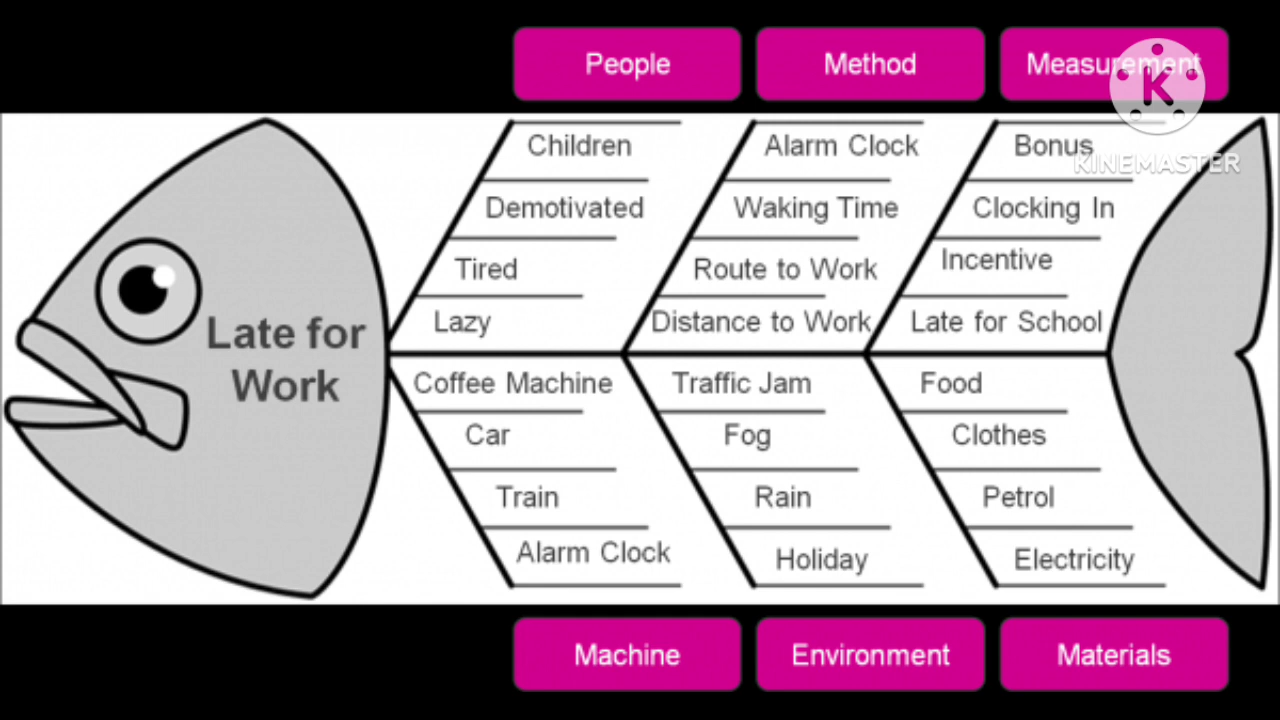 People
Method
Measurement
K
KINEMASTER
Children
Demotivated
Tired
Lazy
Alarm Clock
Waking Time
Route to Work
Distance to Work
Bonus
Clocking In
Incentive
Late for School
Late for
Work
Coffee Machine
Car
Train
Alarm Clock
Traffic Jam
Fog
Rain
Holiday
Food
Clothes
Petrol
Electricity
Machine
Environment
Materials